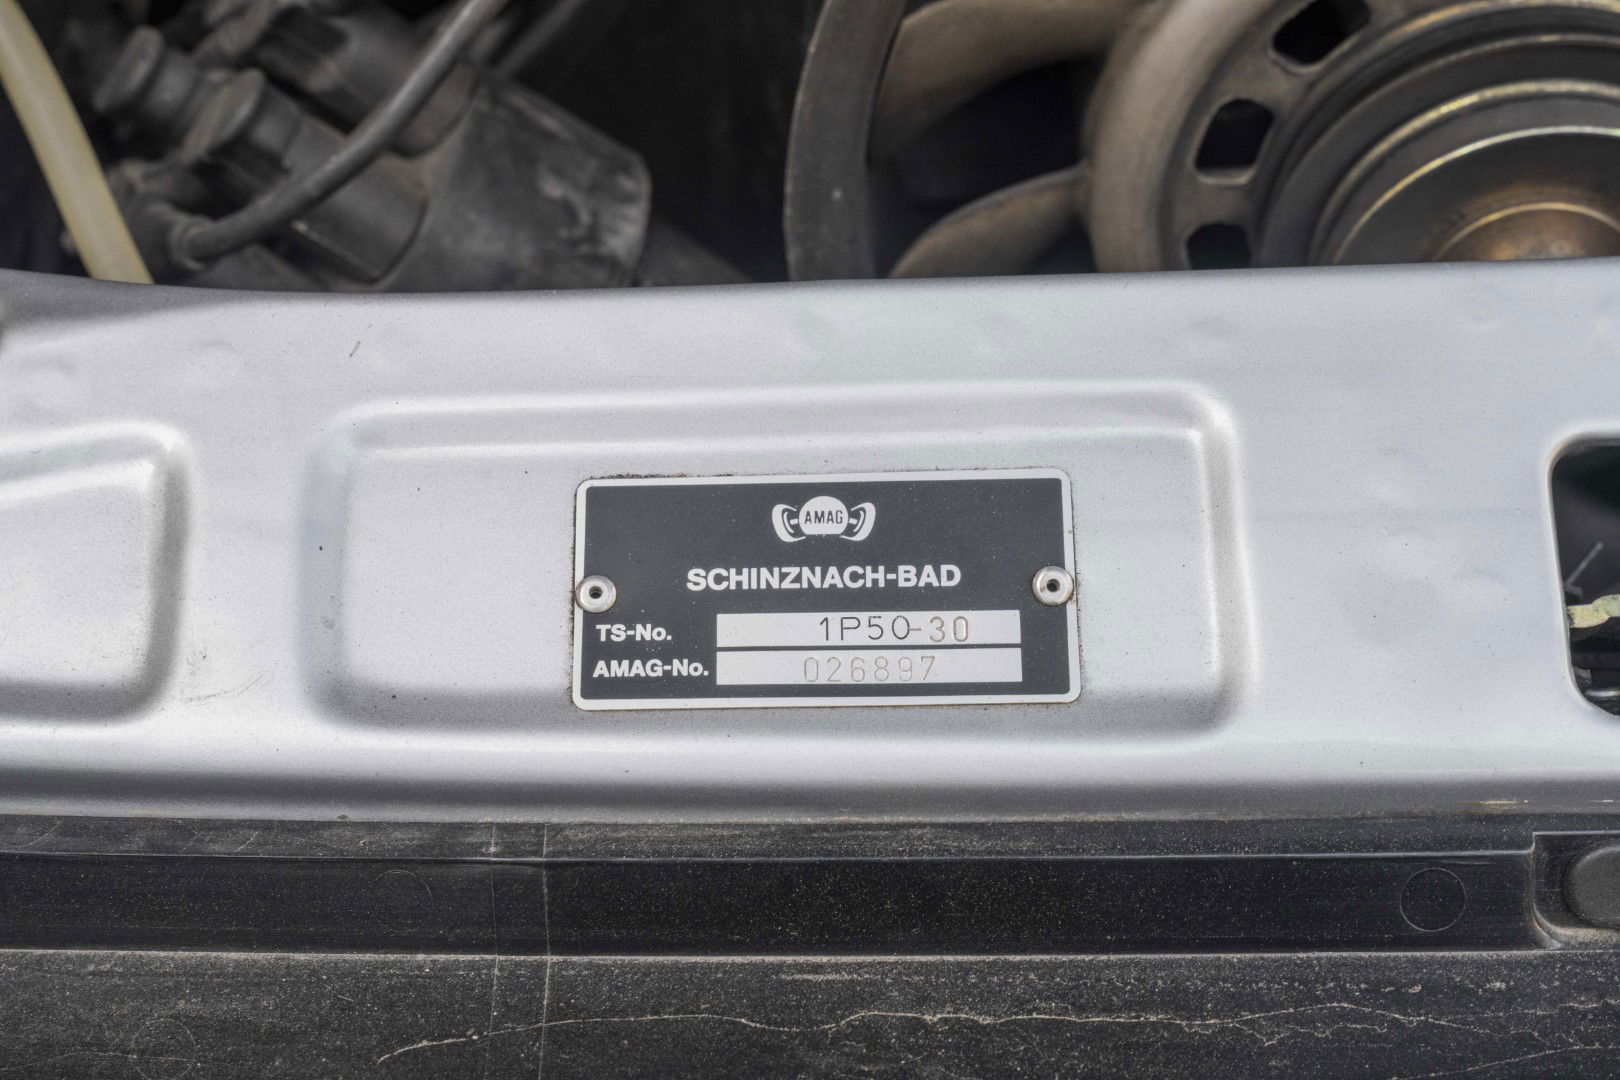 AMAG
SCHINZNACH-BAD
TS-No. 1P50-30
AMAG-No. 026897